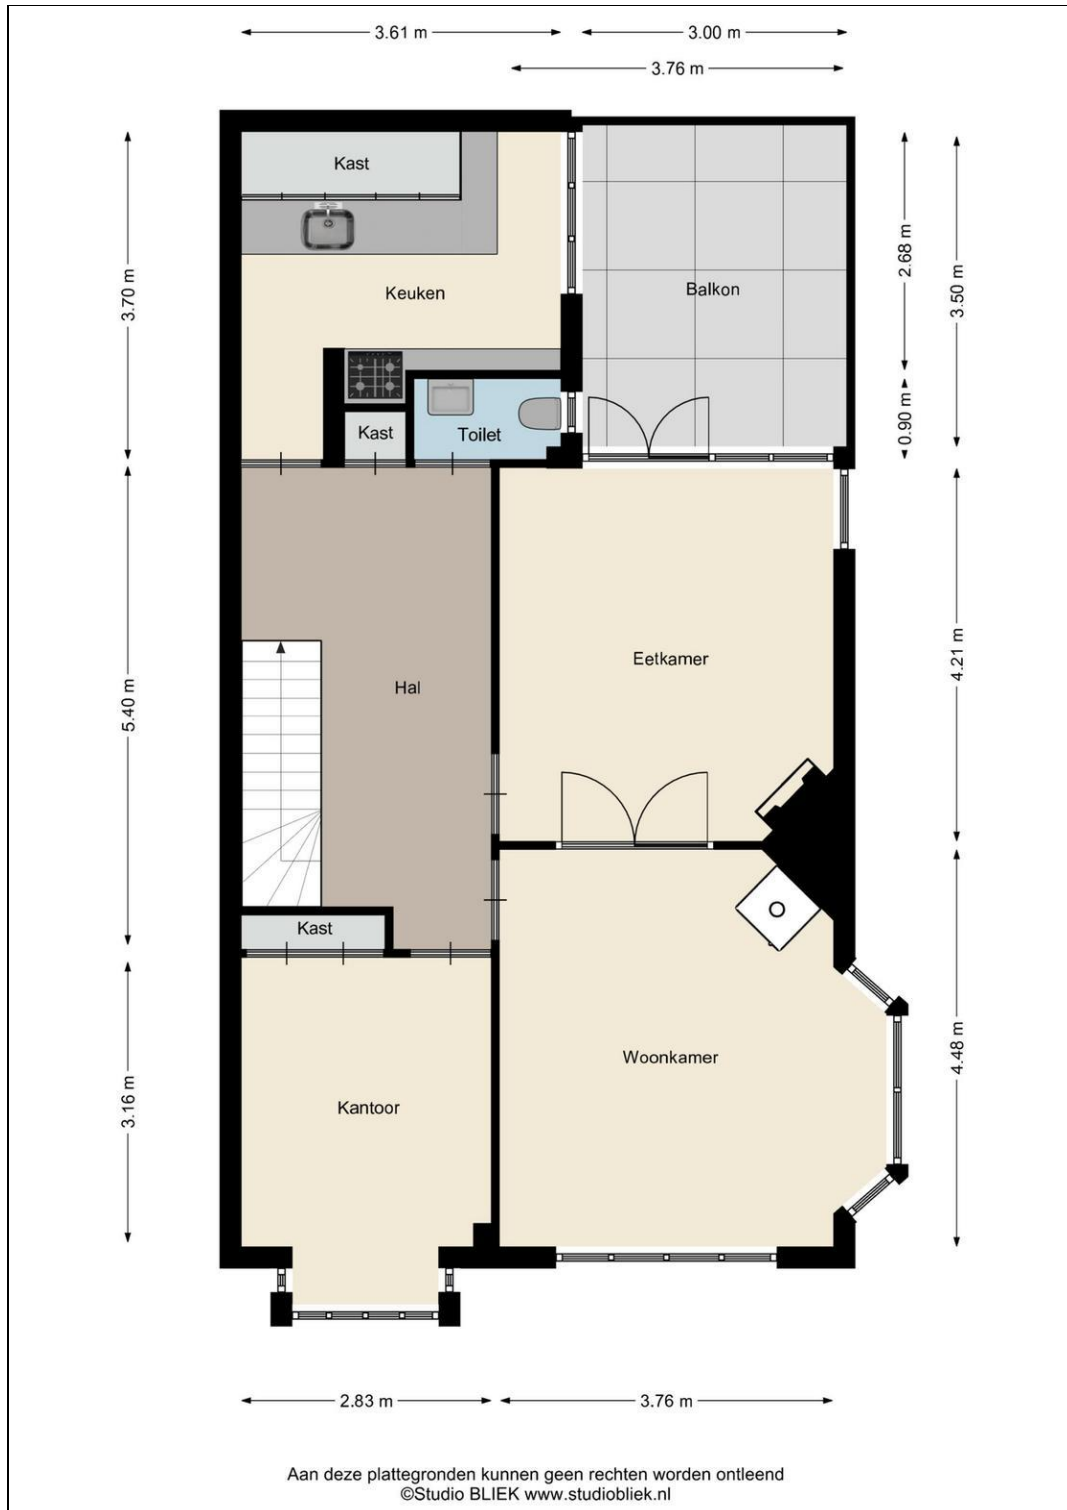 3.61 m
3.00 m
3.76 m
Kast
3.70 m
2.68 m
3.50 m
Keuken
Balkon
0.90 m
Kast
Toilet
Eetkamer
4.21 m
Hal
5.40 m
Kast
Woonkamer
4.48 m
Kantoor
3.16 m
2.83 m
3.76 m
Aan deze plattegronden kunnen geen rechten worden ontleend
©Studio BLIEK www.studiobliek.nl